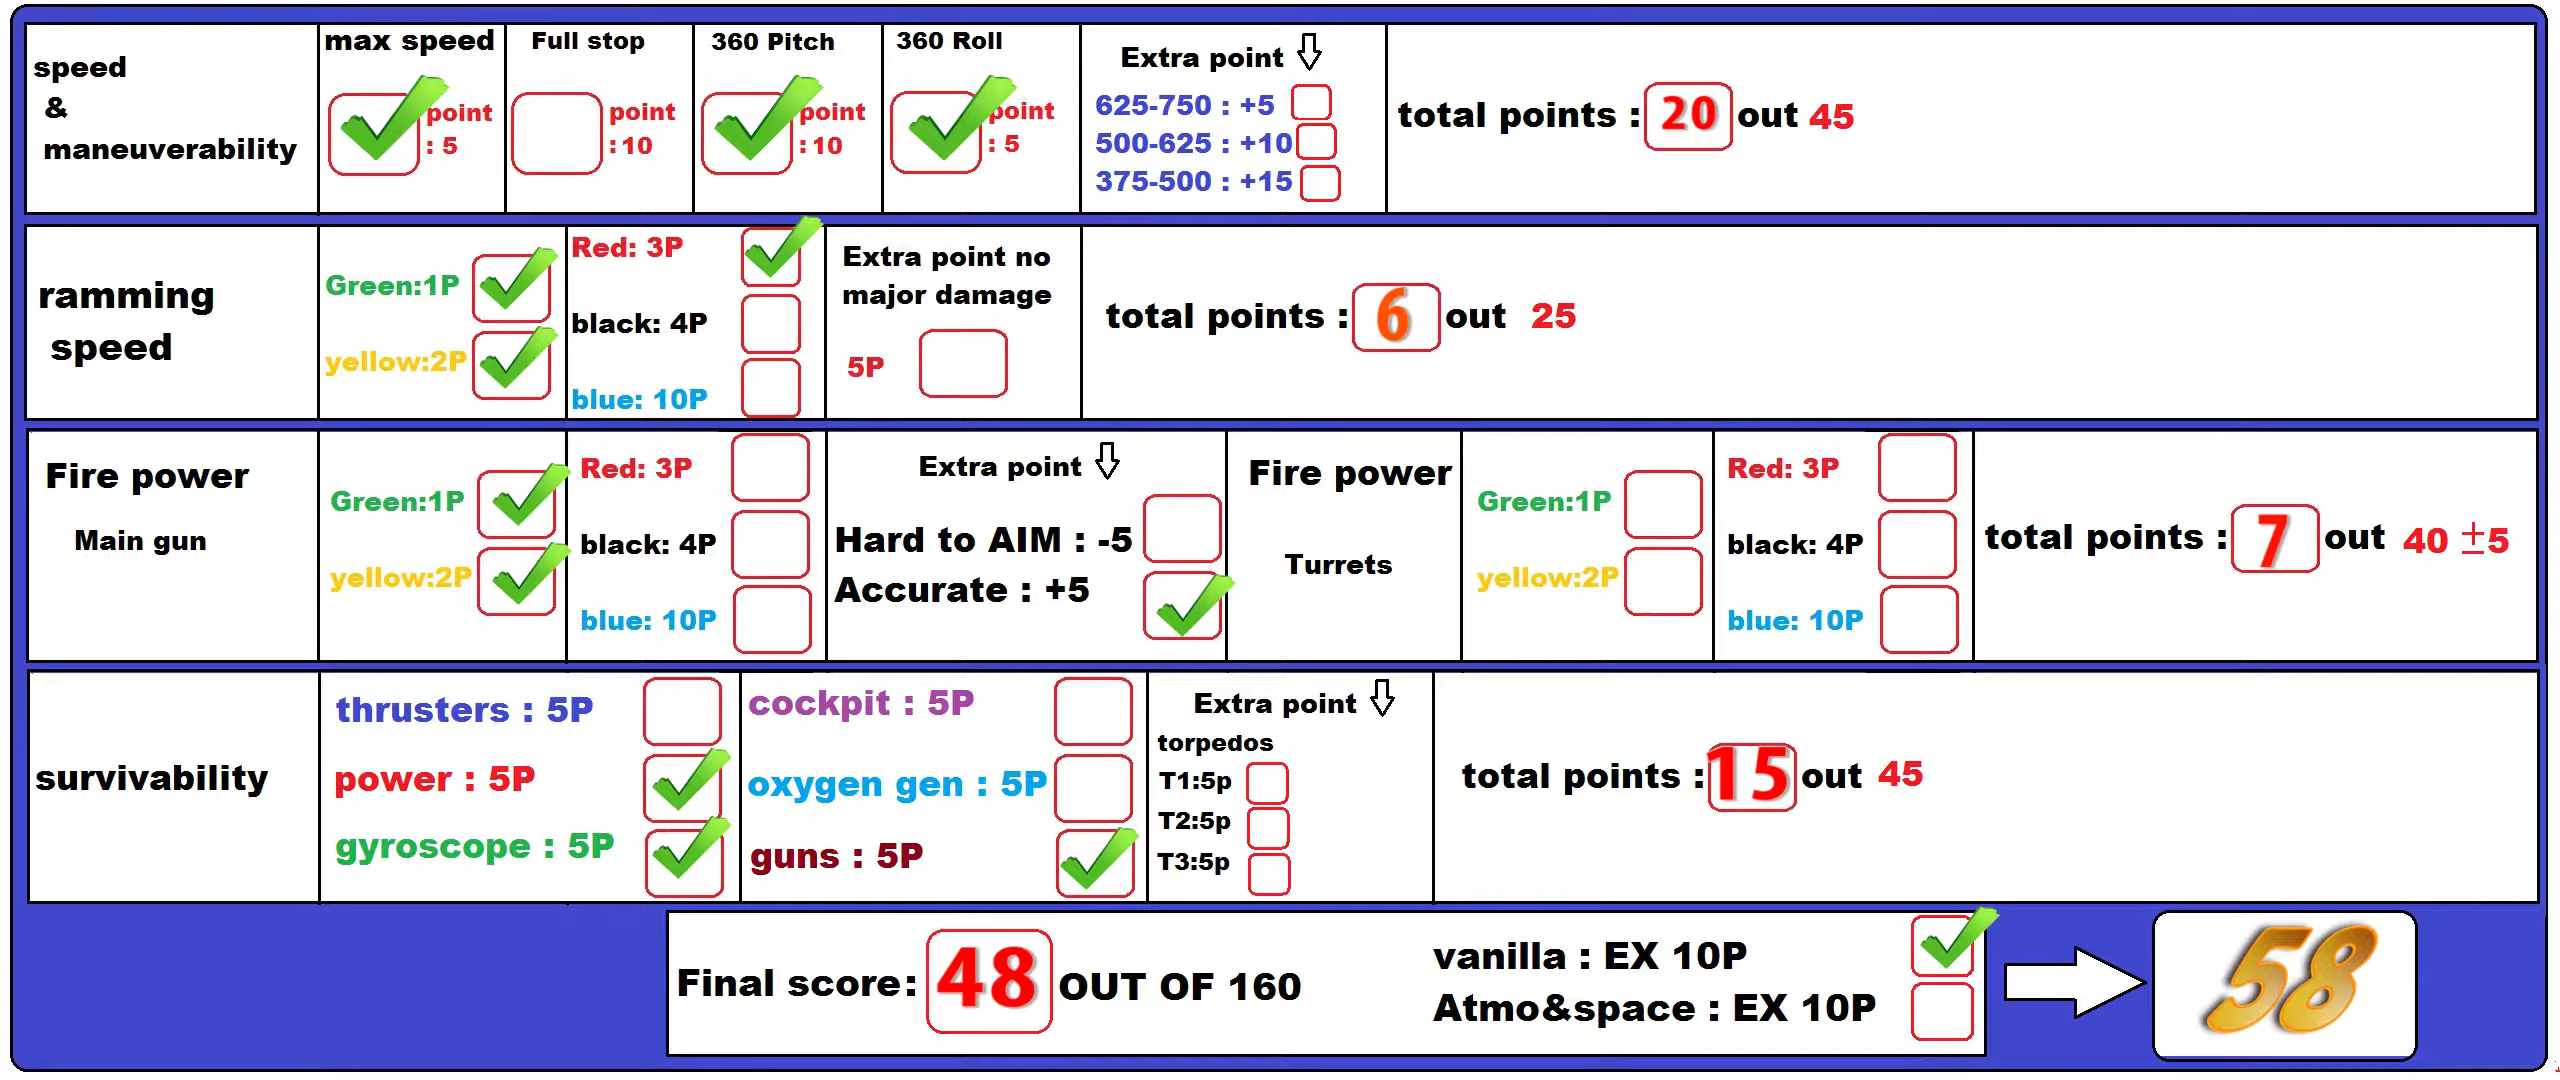 speed
&
maneuverability
max speed
point
: 5
Full stop
point
: 10
360 Pitch
point
: 10
360 Roll
point
: 5
Extra point
625-750 : +5
500-625 : +10
375-500 : +15
total points : 20 out 45
ramming
speed
Green:1P
yellow:2P
Red: 3P
black: 4P
blue: 10P
Extra point no
major damage
5P
total points : 6 out 25
Fire power
Main gun
Green:1P
yellow:2P
Red: 3P
black: 4P
blue: 10P
Extra point
Hard to AIM : -5
Accurate : +5
Fire power
Turrets
Green:1P
yellow:2P
Red: 3P
black: 4P
blue: 10P
total points : 7 out 40 ±5
survivability
thrusters : 5P
power : 5P
gyroscope : 5P
cockpit : 5P
oxygen gen : 5P
guns : 5P
Extra point
torpedos
T1:5p
T2:5p
T3:5p
total points : 15 out 45
Final score: 48 OUT OF 160
vanilla : EX 10P
Atmo&space : EX 10P
58